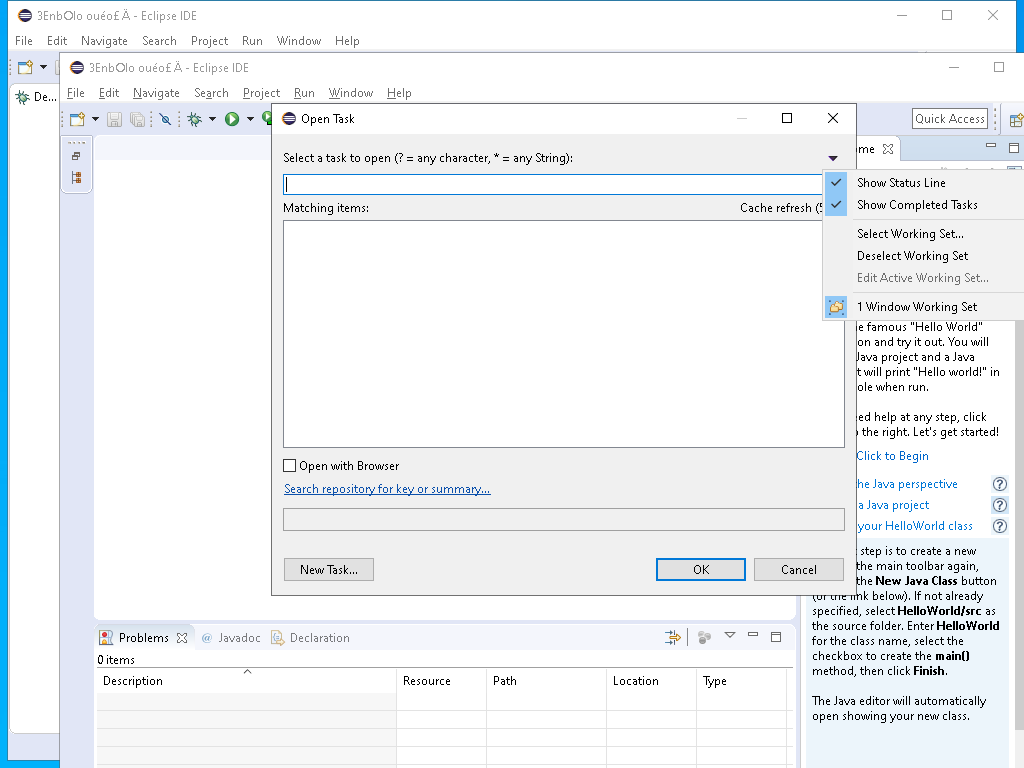 3EnbOlo ouéo£ Ä - Eclipse IDE
File Edit Navigate Search Project Run Window Help
De...
3EnbOlo ouéo£ Ä - Eclipse IDE
File Edit Navigate Search Project Run Window Help
Quick Access
Open Task
Select a task to open (? = any character, * = any String):
Matching items:
Cache refresh (5
Show Status Line
Show Completed Tasks
Select Working Set...
Deselect Working Set
Edit Active Working Set...
1 Window Working Set
Open with Browser
Search repository for key or summary...
New Task...
OK
Cancel
me
famous "Hello World"
on and try it out. You will
Java project and a Java
t will print "Hello world!" in
ole when run.
ed help at any step, click
the right. Let's get started!
Click to Begin
he Java perspective
a Java project
your HelloWorld class
step is to create a new
the main toolbar again,
the New Java Class button
(or the link below). If not already
specified, select HelloWorld/src as
the source folder. Enter HelloWorld
for the class name, select the
checkbox to create the main()
method, then click Finish.
The Java editor will automatically
open showing your new class.
Problems
@ Javadoc
Declaration
0 items
Description Resource Path Location Type